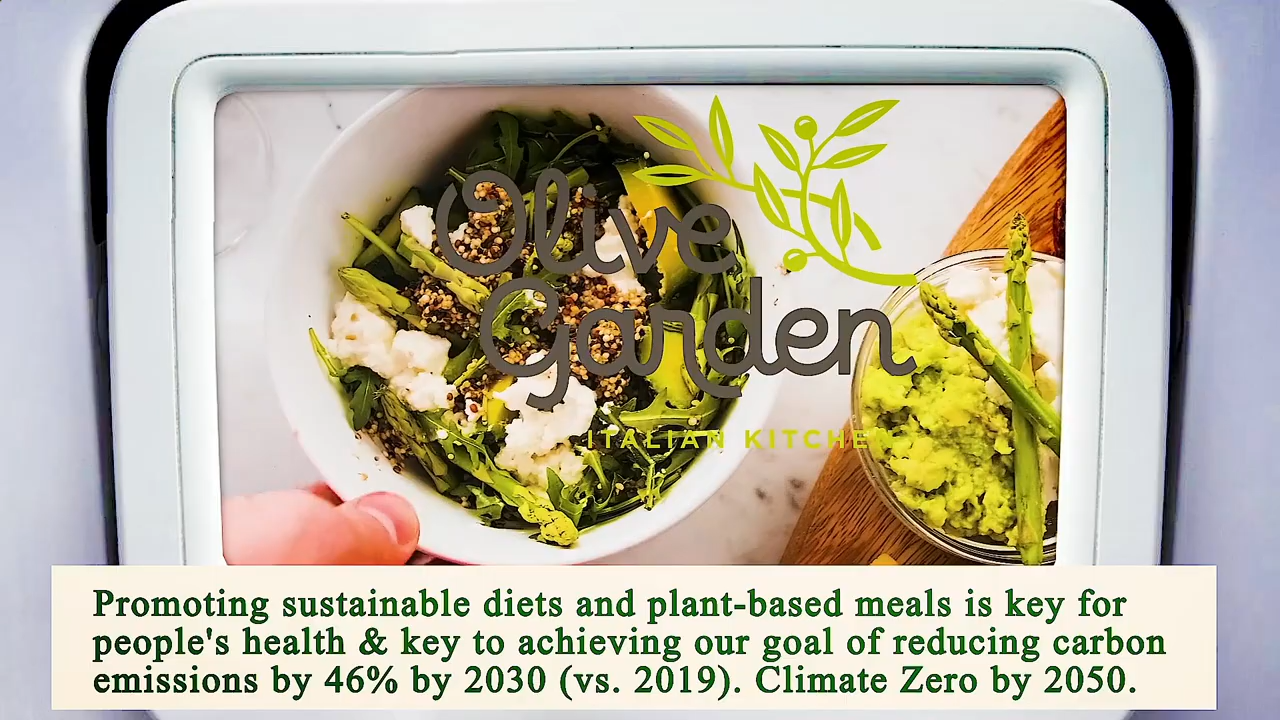 Olive
Garden
ITALIAN KITCHEN
Promoting sustainable diets and plant-based meals is key for
people's health & key to achieving our goal of reducing carbon
emissions by 46% by 2030 (vs. 2019). Climate Zero by 2050.